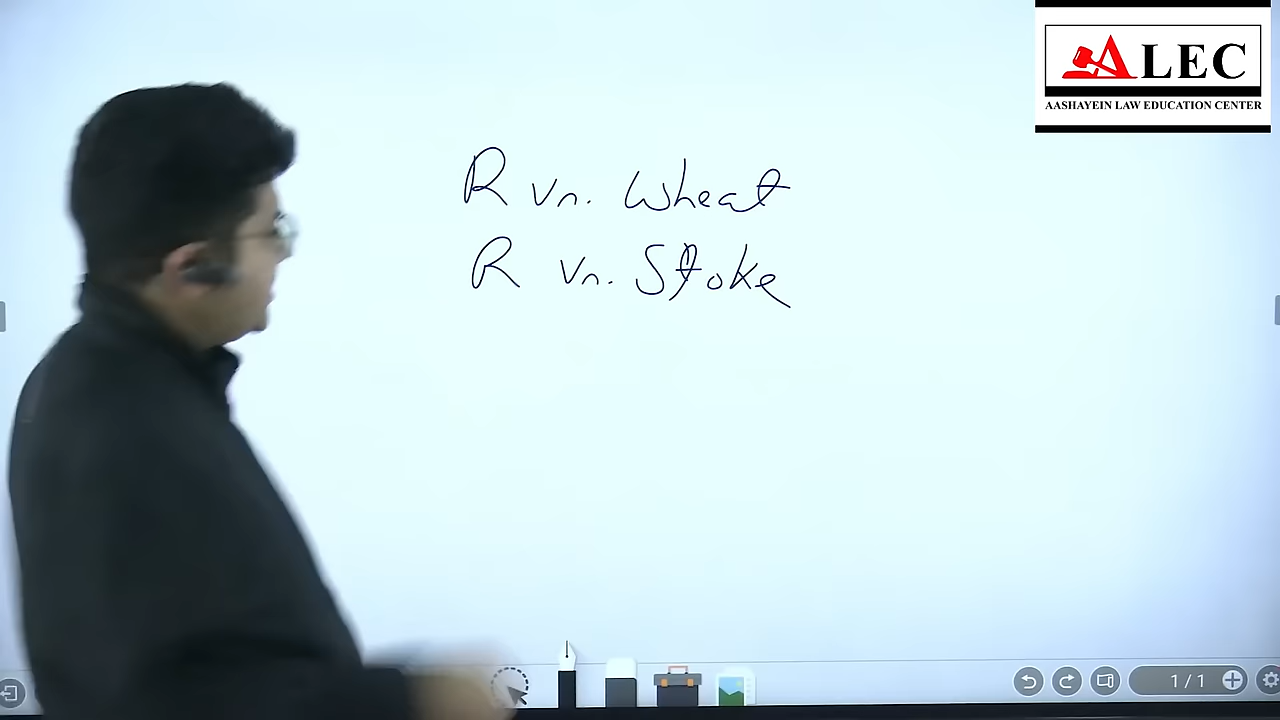 ALEC
AASHAYEIN LAW EDUCATION CENTER
R vn. Wheat
R vn. Stoke
1/1